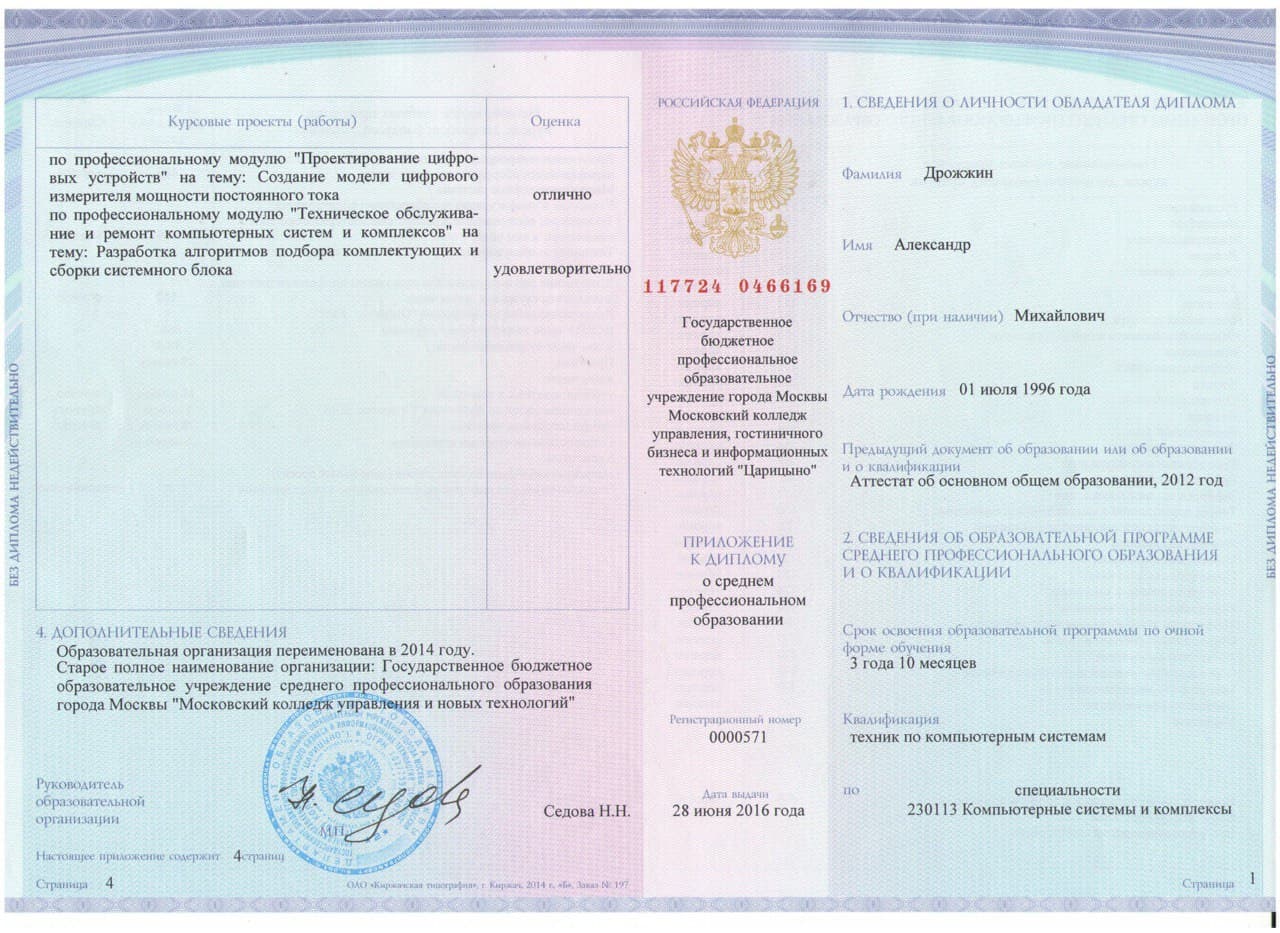 Курсовые проекты (работы)
Оценка
по профессиональному модулю "Проектирование цифро-
вых устройств" на тему: Создание модели цифрового
измерителя мощности постоянного тока
отлично
по профессиональному модулю "Техническое обслужива-
ние и ремонт компьютерных систем и комплексов" на
тему: Разработка алгоритмов подбора комплектующих и
сборки системного блока
удовлетворительно
4. ДОПОЛНИТЕЛЬНЫЕ СВЕДЕНИЯ
Образовательная организация переименована в 2014 году.
Старое полное наименование организации: Государственное бюджетное
образовательное учреждение среднего профессионального образования
города Москвы "Московский колледж управления и новых технологий"
Руководитель
образовательной
организации
М.П.
Седова Н.Н.
Настоящее приложение содержит 4 страниц
Страница 4
ОАО «Киржачская типография», г. Киржач, 2014 г., «Б», Заказ № 197
БЕЗ ДИПЛОМА НЕДЕЙСТВИТЕЛЬНО
РОССИЙСКАЯ ФЕДЕРАЦИЯ
117724 0466169
Государственное
бюджетное
профессиональное
образовательное
учреждение города Москвы
Московский колледж
управления, гостиничного
бизнеса и информационных
технологий "Царицыно"
ПРИЛОЖЕНИЕ
К ДИПЛОМУ
о среднем
профессиональном
образовании
Регистрационный номер
0000571
Дата выдачи
28 июня 2016 года
1. СВЕДЕНИЯ О ЛИЧНОСТИ ОБЛАДАТЕЛЯ ДИПЛОМА
Фамилия Дрожжин
Имя Александр
Отчество (при наличии) Михайлович
Дата рождения 01 июля 1996 года
Предыдущий документ об образовании или об образовании
и о квалификации
Аттестат об основном общем образовании, 2012 год
2. СВЕДЕНИЯ ОБ ОБРАЗОВАТЕЛЬНОЙ ПРОГРАММЕ
СРЕДНЕГО ПРОФЕССИОНАЛЬНОГО ОБРАЗОВАНИЯ
И О КВАЛИФИКАЦИИ
Срок освоения образовательной программы по очной
форме обучения
3 года 10 месяцев
Квалификация
техник по компьютерным системам
по специальности
230113 Компьютерные системы и комплексы
Страница 1
БЕЗ ДИПЛОМА НЕДЕЙСТВИТЕЛЬНО